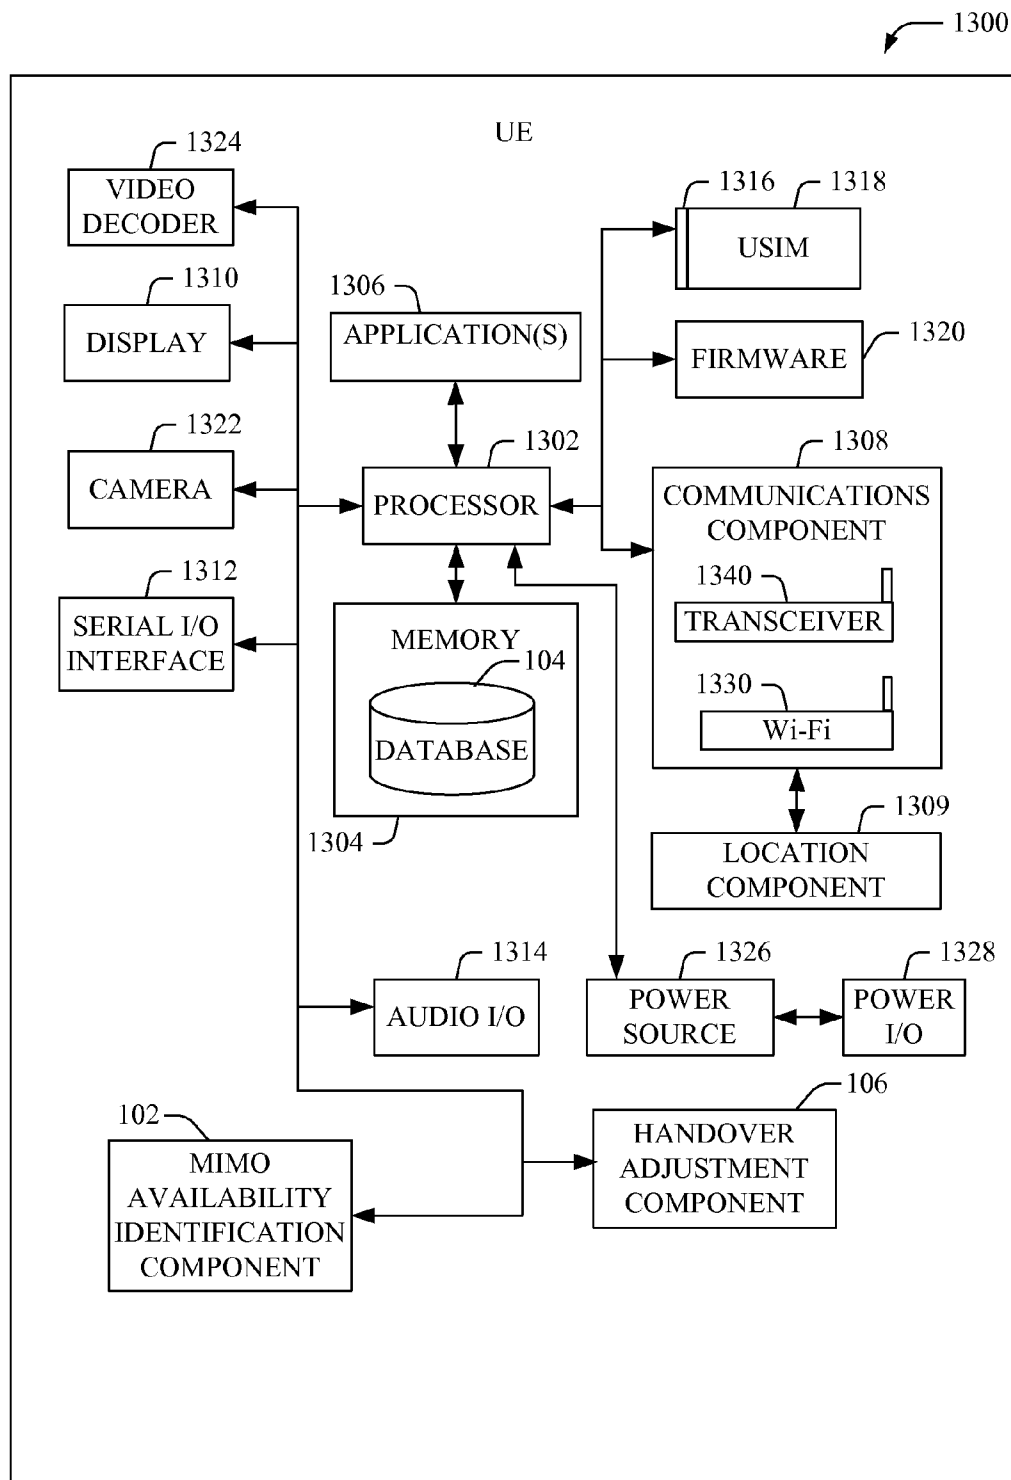 1300
UE
1324
VIDEO
DECODER
1316
1318
USIM
1310
DISPLAY
1306
APPLICATION(S)
1320
FIRMWARE
1322
CAMERA
1302
PROCESSOR
1308
COMMUNICATIONS
COMPONENT
1340
TRANSCEIVER
1330
Wi-Fi
1312
SERIAL I/O
INTERFACE
MEMORY
104
DATABASE
1304
1309
LOCATION
COMPONENT
1314
AUDIO I/O
1326
POWER
SOURCE
1328
POWER
I/O
102
MIMO
AVAILABILITY
IDENTIFICATION
COMPONENT
106
HANDOVER
ADJUSTMENT
COMPONENT